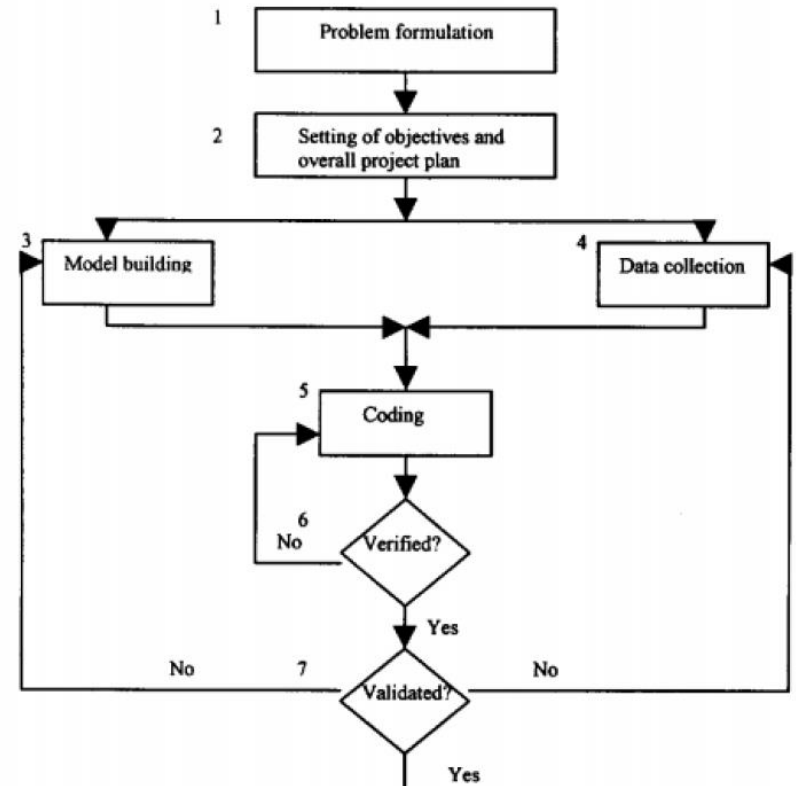 1
Problem formulation
2
Setting of objectives and
overall project plan
3
Model building
4
Data collection
5
Coding
6
No
Verified?
Yes
No
7
No
Validated?
Yes